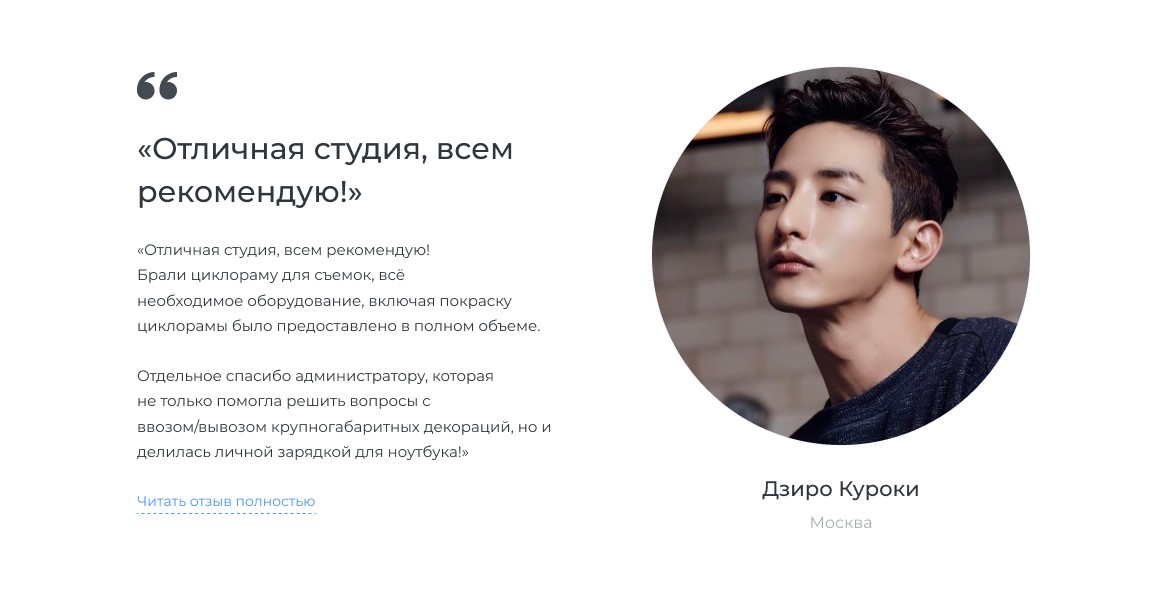 “
«Отличная студия, всем
рекомендую!»
«Отличная студия, всем рекомендую!
Брали циклораму для съемок, всё
необходимое оборудование, включая покраску
циклорамы было предоставлено в полном объеме.
Отдельное спасибо администратору, которая
не только помогла решить вопросы с
ввозом/вывозом крупногабаритных декораций, но и
делилась личной зарядкой для ноутбука!»
Читать отзыв полностью
Дзиро Куроки
Москва